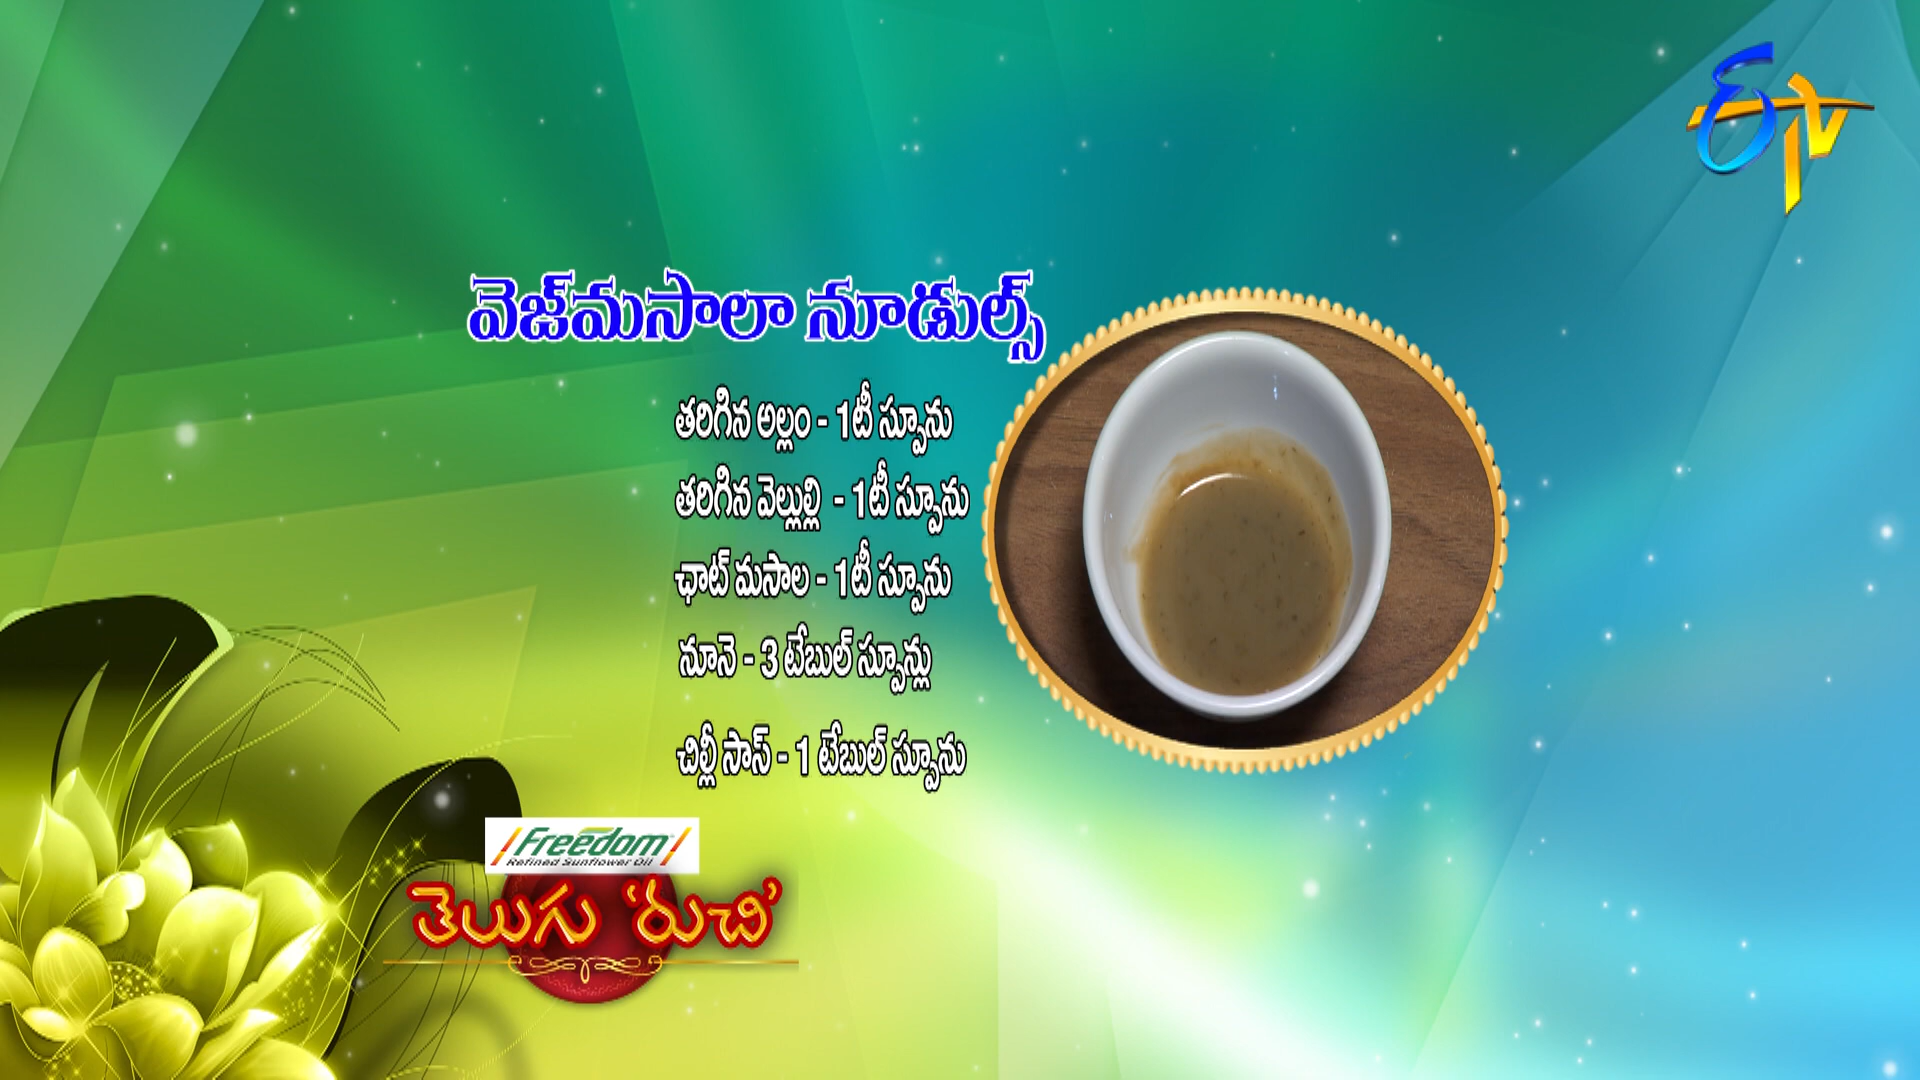 ETV
వెజ్‌మసాలా నూడుల్స్
తరిగిన అల్లం - 1టీ స్పూను
తరిగిన వెల్లుల్లి - 1టీ స్పూను
ఛాట్ మసాల - 1టీ స్పూను
నూనె - 3 టేబుల్ స్పూన్లు
చిల్లీ సాస్ - 1 టేబుల్ స్పూను
Freedom
Refined Sunflower Oil
తెలుగు 'రుచి'